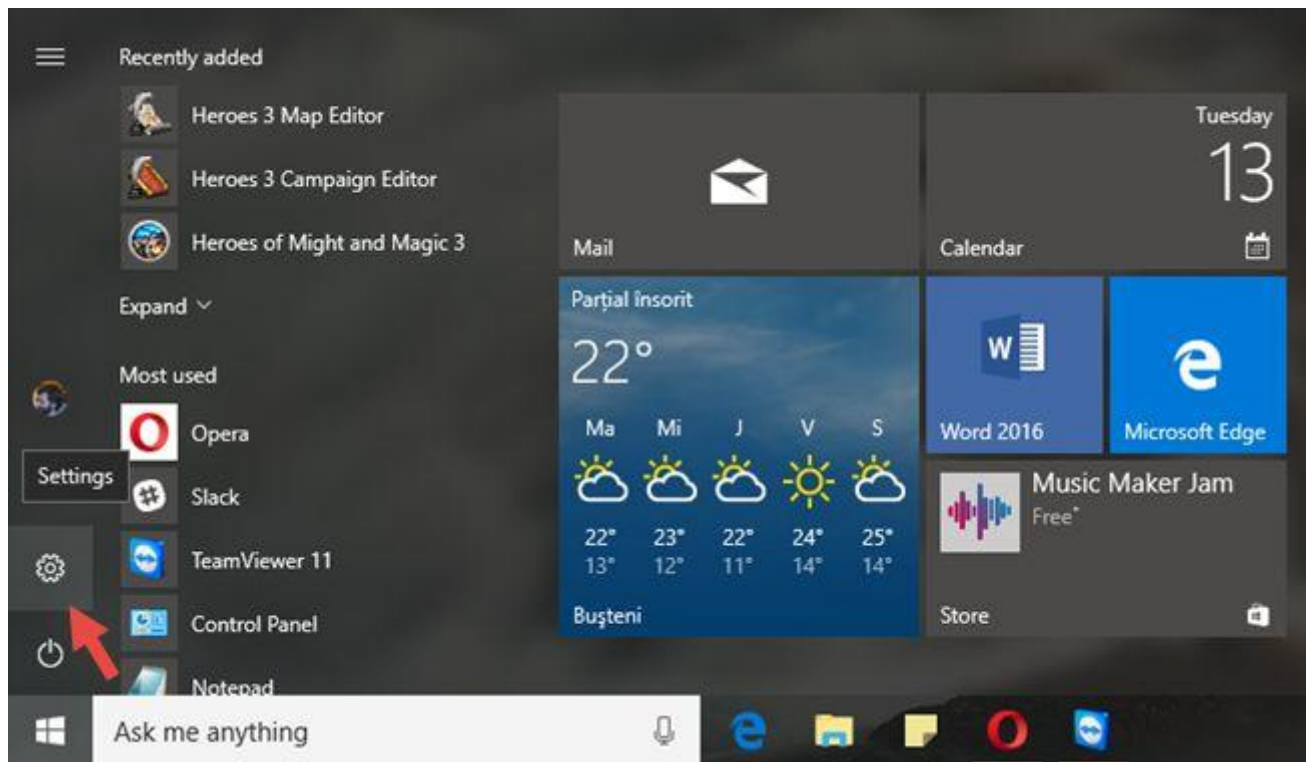 Recently added
Heroes 3 Map Editor
Heroes 3 Campaign Editor
Heroes of Might and Magic 3
Expand
Most used
Opera
Settings
Slack
TeamViewer 11
Control Panel
Notepad
Ask me anything
Mail
Tuesday
13
Calendar
Parțial însorit
22°
Ma Mi J V S
22° 23° 22° 24° 25°
13° 12° 11° 14° 14°
Bușteni
W
Word 2016
Microsoft Edge
Music Maker Jam
Free*
Store